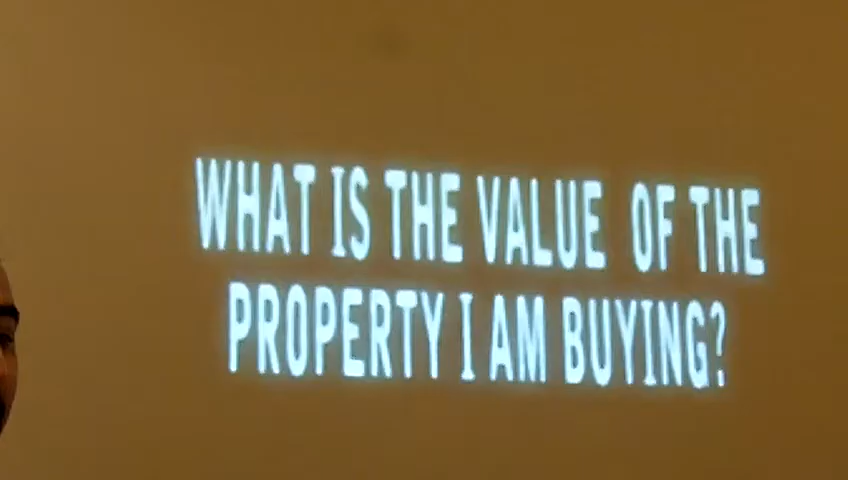 WHAT IS THE VALUE OF THE
PROPERTY I AM BUYING?